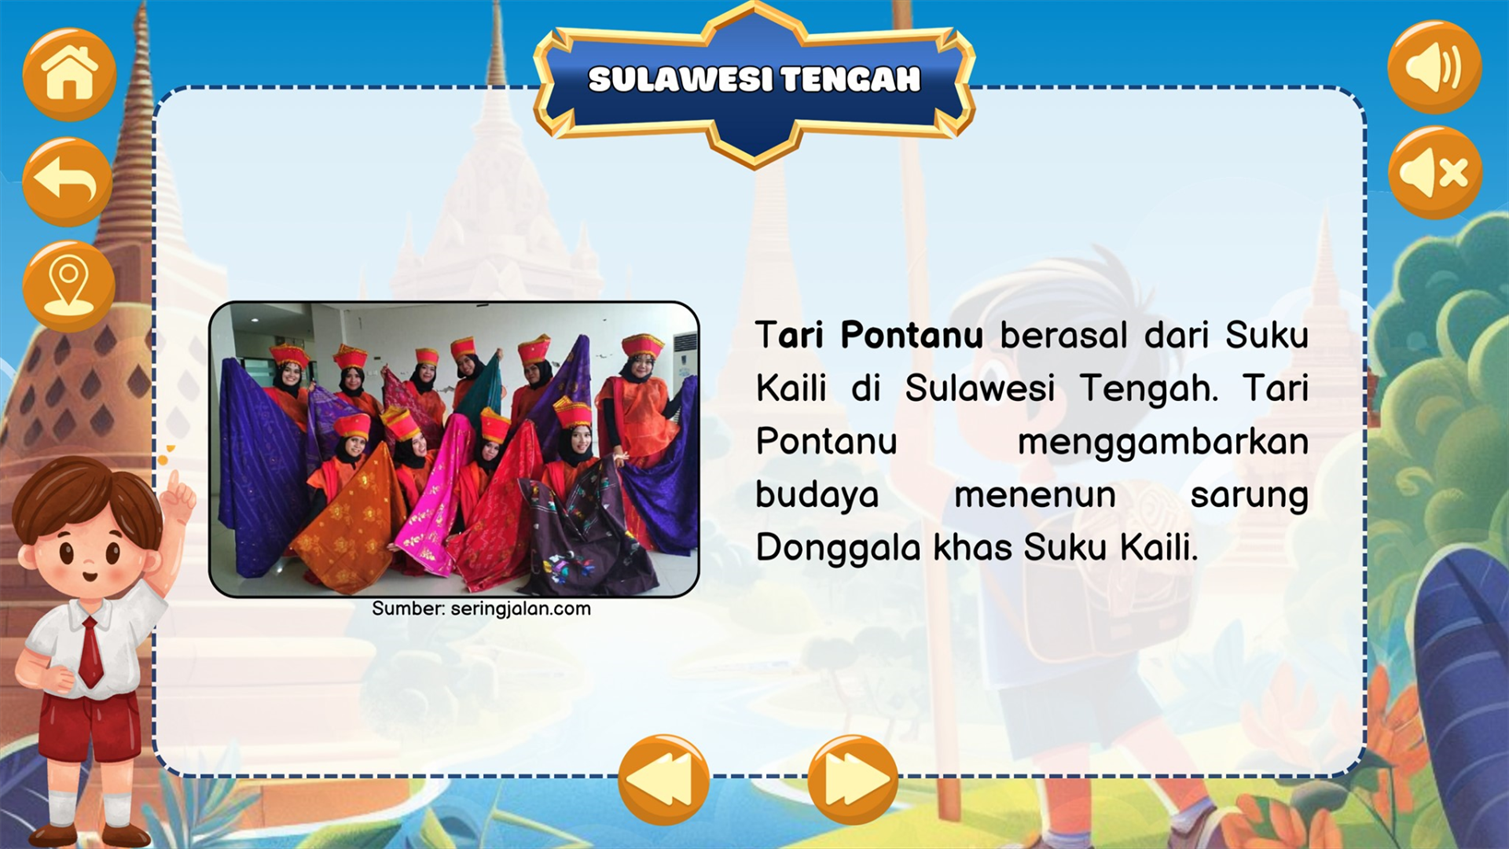 SULAWESI TENGAH
Tari Pontanu berasal dari Suku
Kaili di Sulawesi Tengah. Tari
Pontanu menggambarkan
budaya menenun sarung
Donggala khas Suku Kaili.
Sumber: seringjalan.com